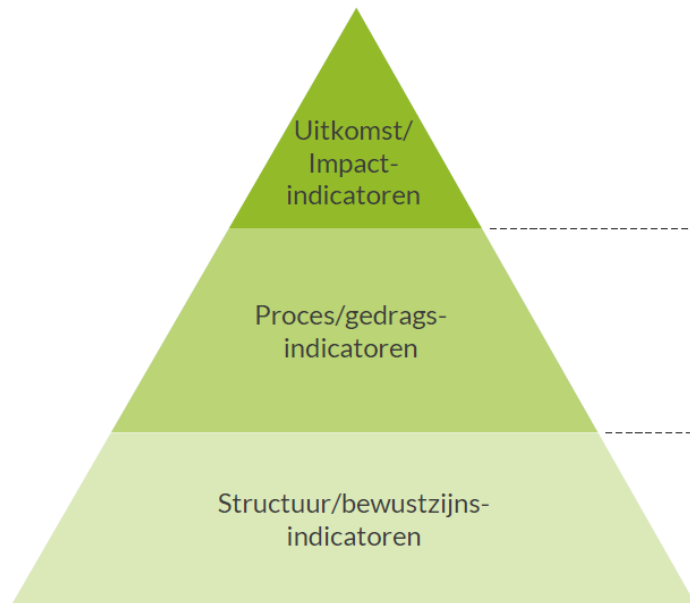 Uitkomst/
Impact-
indicatoren
Proces/gedrags-
indicatoren
Structuur/bewustzijns-
indicatoren